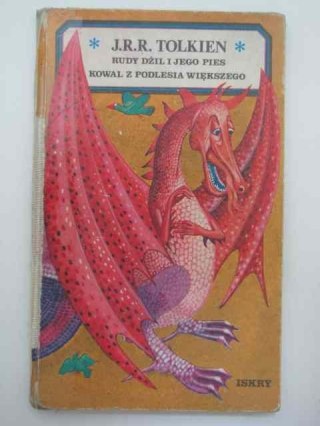 * J.R.R. TOLKIEN *
RUDY DŻIL I JEGO PIES
KOWAL Z PODLESIA WIĘKSZEGO
ISKRY